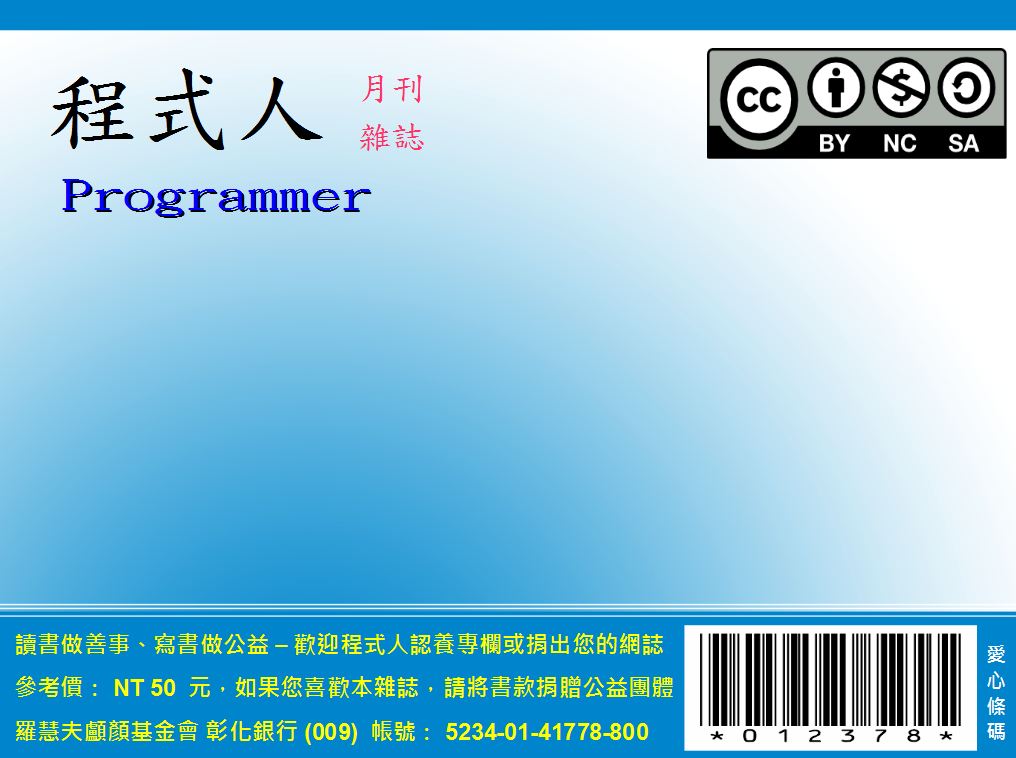 程式人
月刊
雜誌
Programmer
CC
BY NC SA
讀書做善事、寫書做公益 – 歡迎程式人認養專欄或捐出您的網誌
參考價： NT 50 元，如果您喜歡本雜誌，請將書款捐贈公益團體
羅慧夫顱顏基金會 彰化銀行 (009) 帳號： 5234-01-41778-800
*012378*
愛心條碼